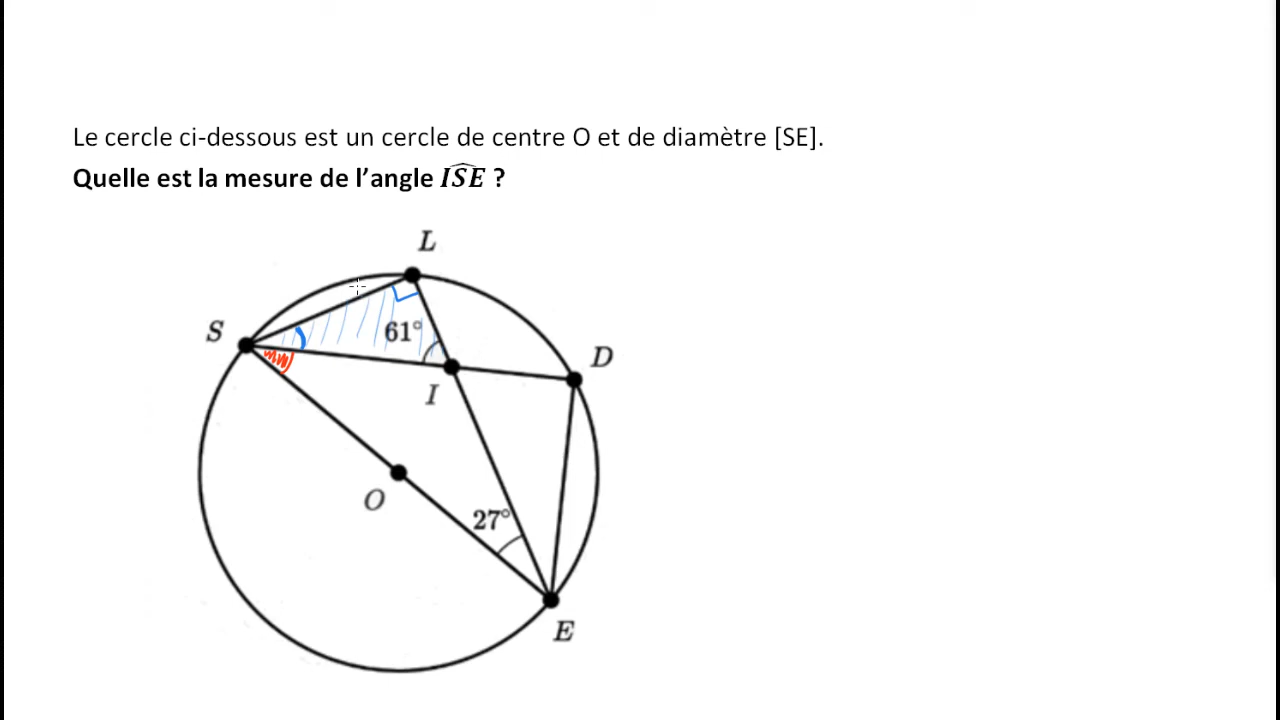 Le cercle ci-dessous est un cercle de centre O et de diamètre [SE].
Quelle est la mesure de l’angle \widehat{ISE} ?
L
S
61°
D
I
O
27°
E